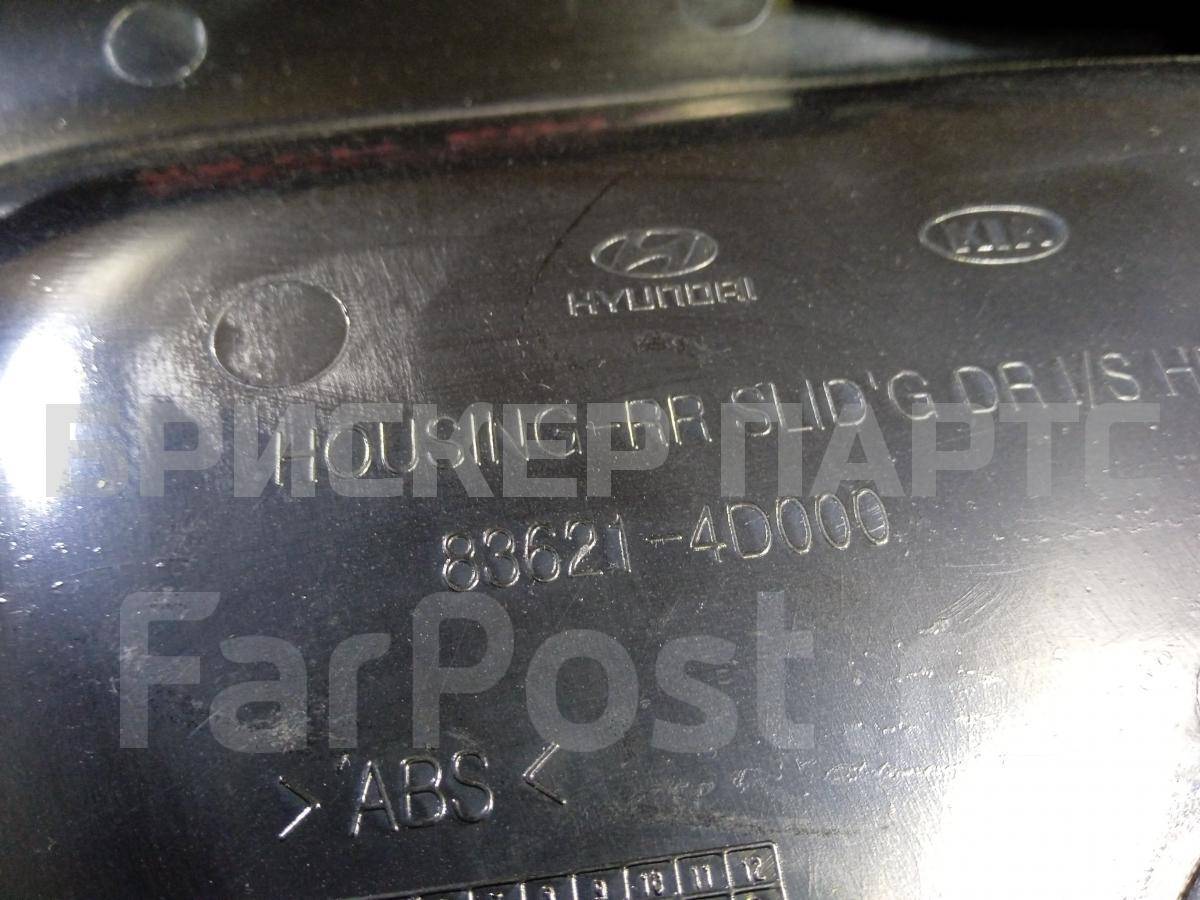 KIA
HYUNDAI
HOUSING-RR SLID'G DR I/S
БРИСКЕР ПАРТС
83621-4D000
FarPost.
>ABS<
9 10 11 12